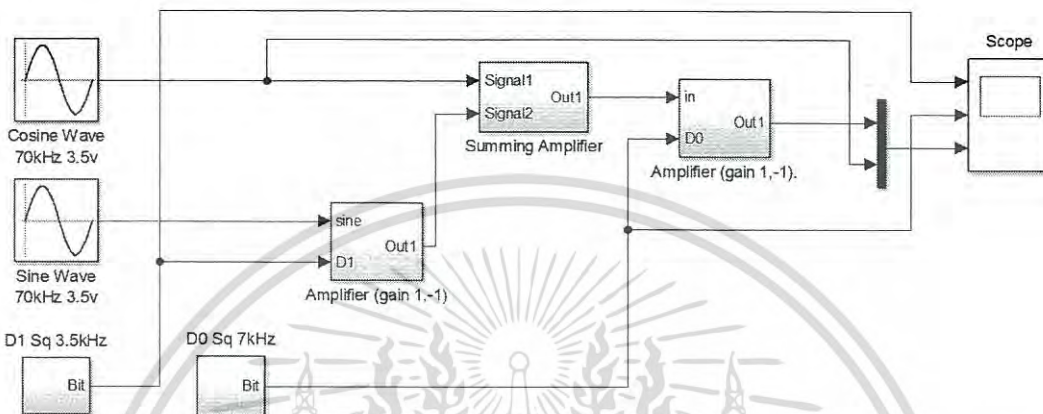 Scope
Cosine Wave
70kHz 3.5v
Signal1
Signal2
Out1
Summing Amplifier
in
D0
Out1
Amplifier (gain 1,-1).
Sine Wave
70kHz 3.5v
sine
D1
Out1
Amplifier (gain 1,-1)
D1 Sq 3.5kHz
Bit
D0 Sq 7kHz
Bit